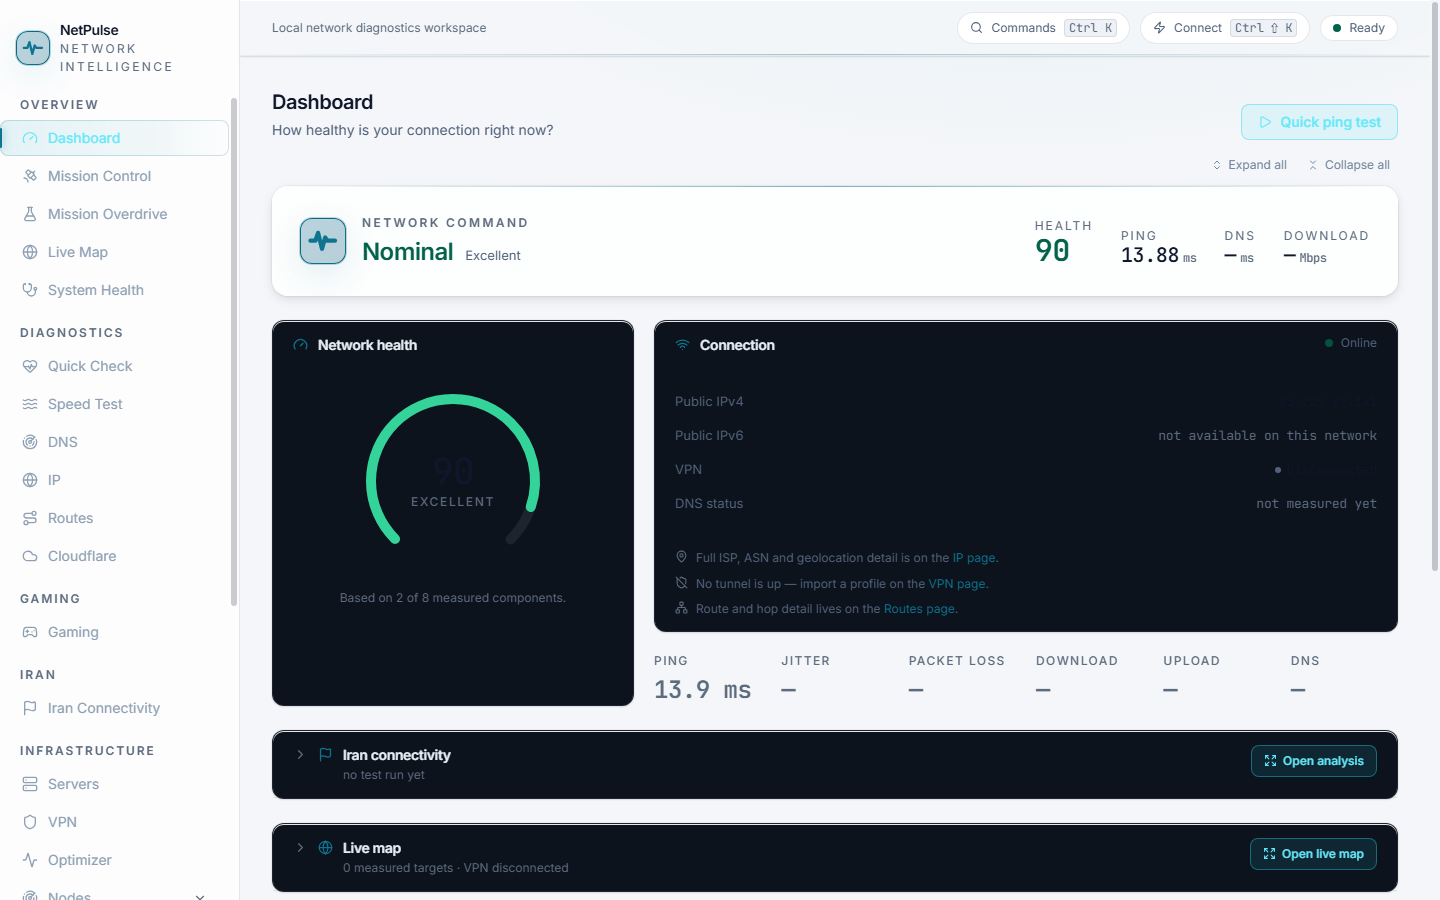 NetPulse
NETWORK
INTELLIGENCE
OVERVIEW
Dashboard
Mission Control
Mission Overdrive
Live Map
System Health
DIAGNOSTICS
Quick Check
Speed Test
DNS
IP
Routes
Cloudflare
GAMING
Gaming
IRAN
Iran Connectivity
INFRASTRUCTURE
Servers
VPN
Optimizer
Nodes
Local network diagnostics workspace
Commands Ctrl K
Connect Ctrl ⇧ K
Ready
Dashboard
How healthy is your connection right now?
Quick ping test
Expand all
Collapse all
NETWORK COMMAND
Nominal Excellent
HEALTH
90
PING
13.88 ms
DNS
— ms
DOWNLOAD
— Mbps
Network health
90
EXCELLENT
Based on 2 of 8 measured components.
Connection
Online
Public IPv4
Public IPv6 not available on this network
VPN
DNS status not measured yet
Full ISP, ASN and geolocation detail is on the IP page.
No tunnel is up — import a profile on the VPN page.
Route and hop detail lives on the Routes page.
PING
13.9 ms
JITTER
—
PACKET LOSS
—
DOWNLOAD
—
UPLOAD
—
DNS
—
Iran connectivity
no test run yet
Open analysis
Live map
0 measured targets · VPN disconnected
Open live map